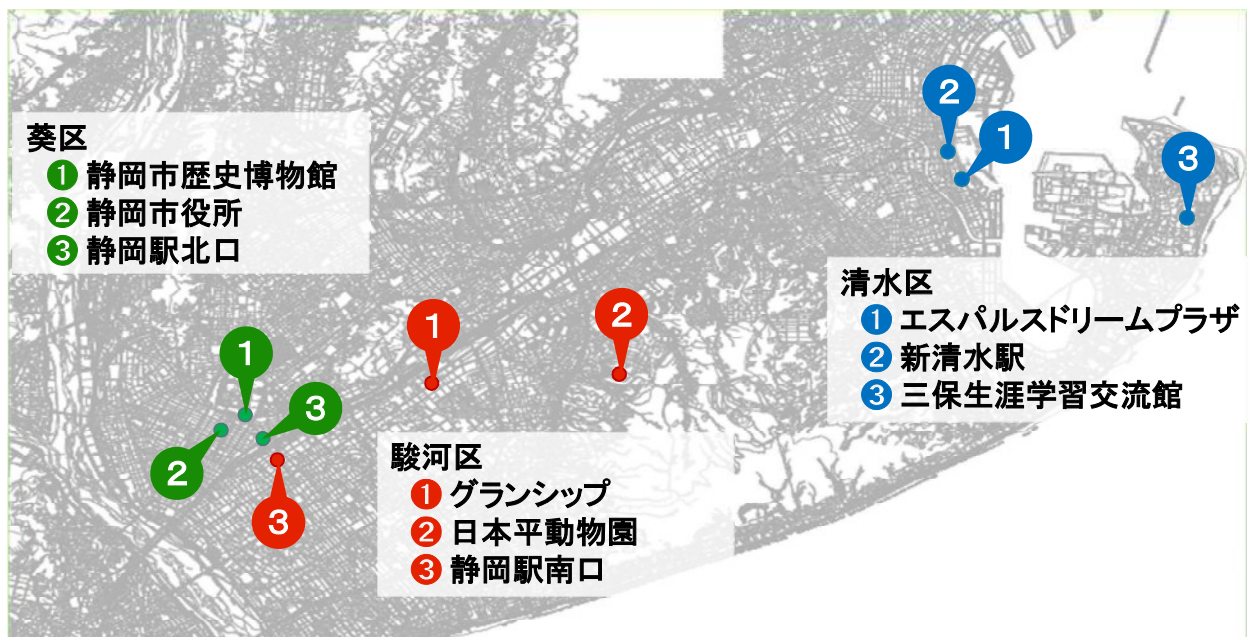 葵区
1 静岡市歴史博物館
2 静岡市役所
3 静岡駅北口
2
1
3
清水区
1 エスパルスドリームプラザ
2 新清水駅
3 三保生涯学習交流館
1
2
1
3
2
3
駿河区
1 グランシップ
2 日本平動物園
3 静岡駅南口